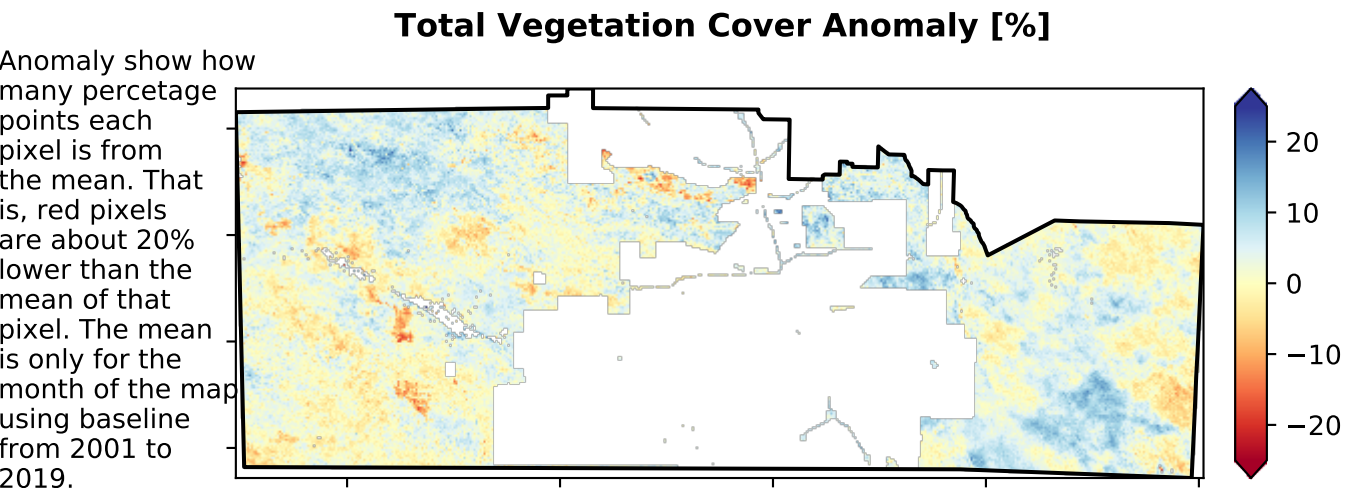 Total Vegetation Cover Anomaly [%]
Anomaly show how
many percetage
points each
pixel is from
the mean. That
is, red pixels
are about 20%
lower than the
mean of that
pixel. The mean
is only for the
month of the map
using baseline
from 2001 to
2019.
20
10
0
−10
−20